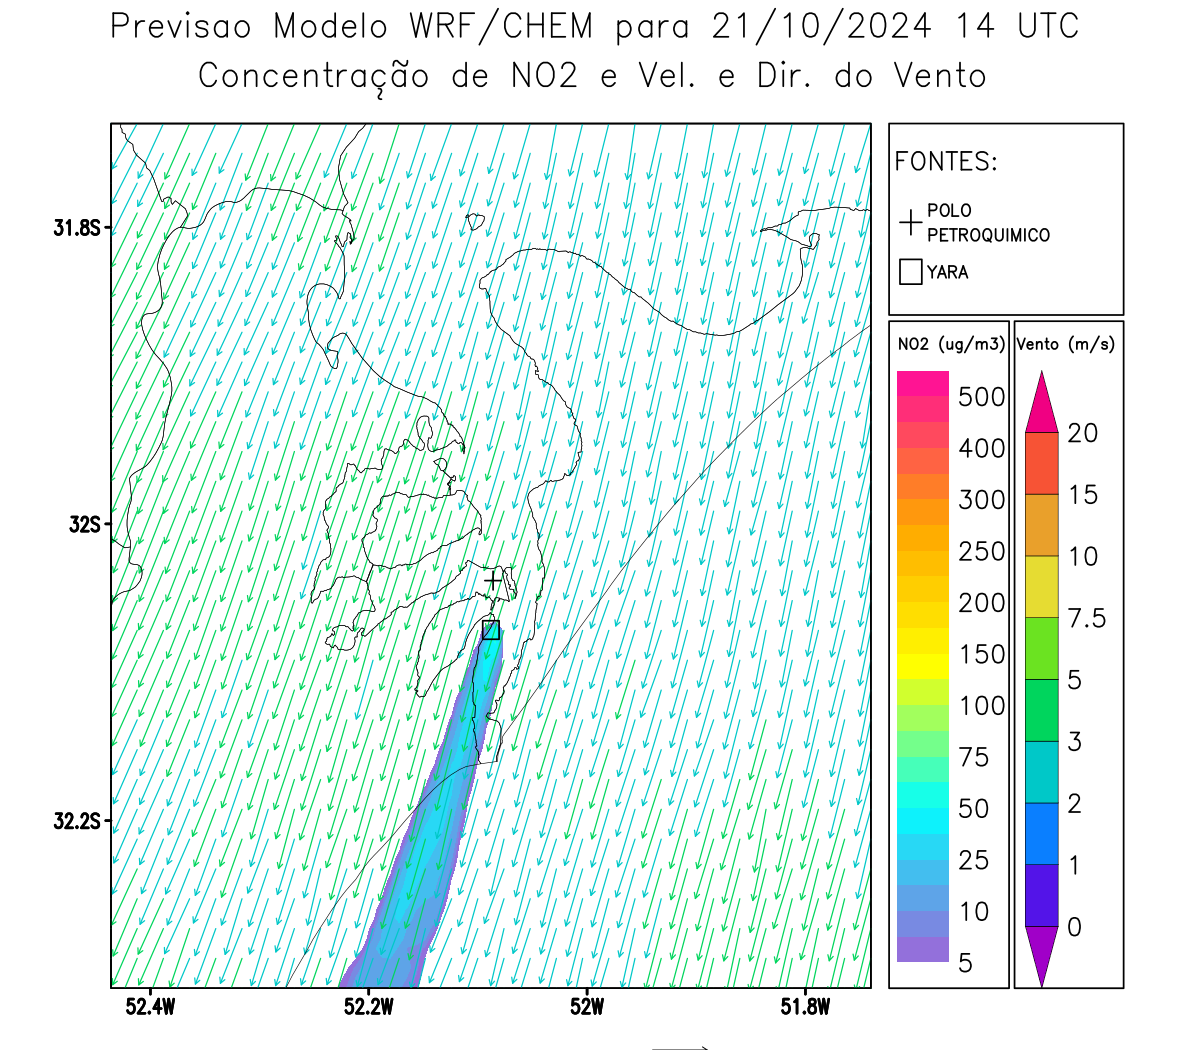 Previsao Modelo WRF/CHEM para 21/10/2024 14 UTC
Concentração de NO2 e Vel. e Dir. do Vento
FONTES:
POLO
PETROQUIMICO
YARA
31.8S
32S
32.2S
52.4W
52.2W
52W
51.8W
NO2 (ug/m3)
500
400
300
250
200
150
100
75
50
25
10
5
Vento (m/s)
20
15
10
7.5
5
3
2
1
0